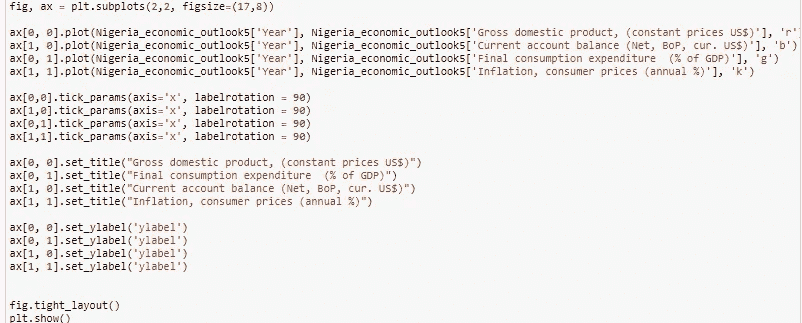 fig, ax = plt.subplots(2,2, figsize=(17,8))
ax[0, 0].plot(Nigeria_economic_outlook5['Year'], Nigeria_economic_outlook5['Gross domestic product, (constant prices US$)'], 'r')
ax[1, 0].plot(Nigeria_economic_outlook5['Year'], Nigeria_economic_outlook5['Current account balance (Net, BoP, cur. US$)'], 'b')
ax[0, 1].plot(Nigeria_economic_outlook5['Year'], Nigeria_economic_outlook5['Final consumption expenditure  (% of GDP)'], 'g')
ax[1, 1].plot(Nigeria_economic_outlook5['Year'], Nigeria_economic_outlook5['Inflation, consumer prices (annual %)'], 'k')
ax[0,0].tick_params(axis='x', labelrotation = 90)
ax[1,0].tick_params(axis='x', labelrotation = 90)
ax[0,1].tick_params(axis='x', labelrotation = 90)
ax[1,1].tick_params(axis='x', labelrotation = 90)
ax[0, 0].set_title("Gross domestic product, (constant prices US$)")
ax[0, 1].set_title("Final consumption expenditure  (% of GDP)")
ax[1, 0].set_title("Current account balance (Net, BoP, cur. US$)")
ax[1, 1].set_title("Inflation, consumer prices (annual %)")
ax[0, 0].set_ylabel('ylabel')
ax[0, 1].set_ylabel('ylabel')
ax[1, 0].set_ylabel('ylabel')
ax[1, 1].set_ylabel('ylabel')
fig.tight_layout()
plt.show()